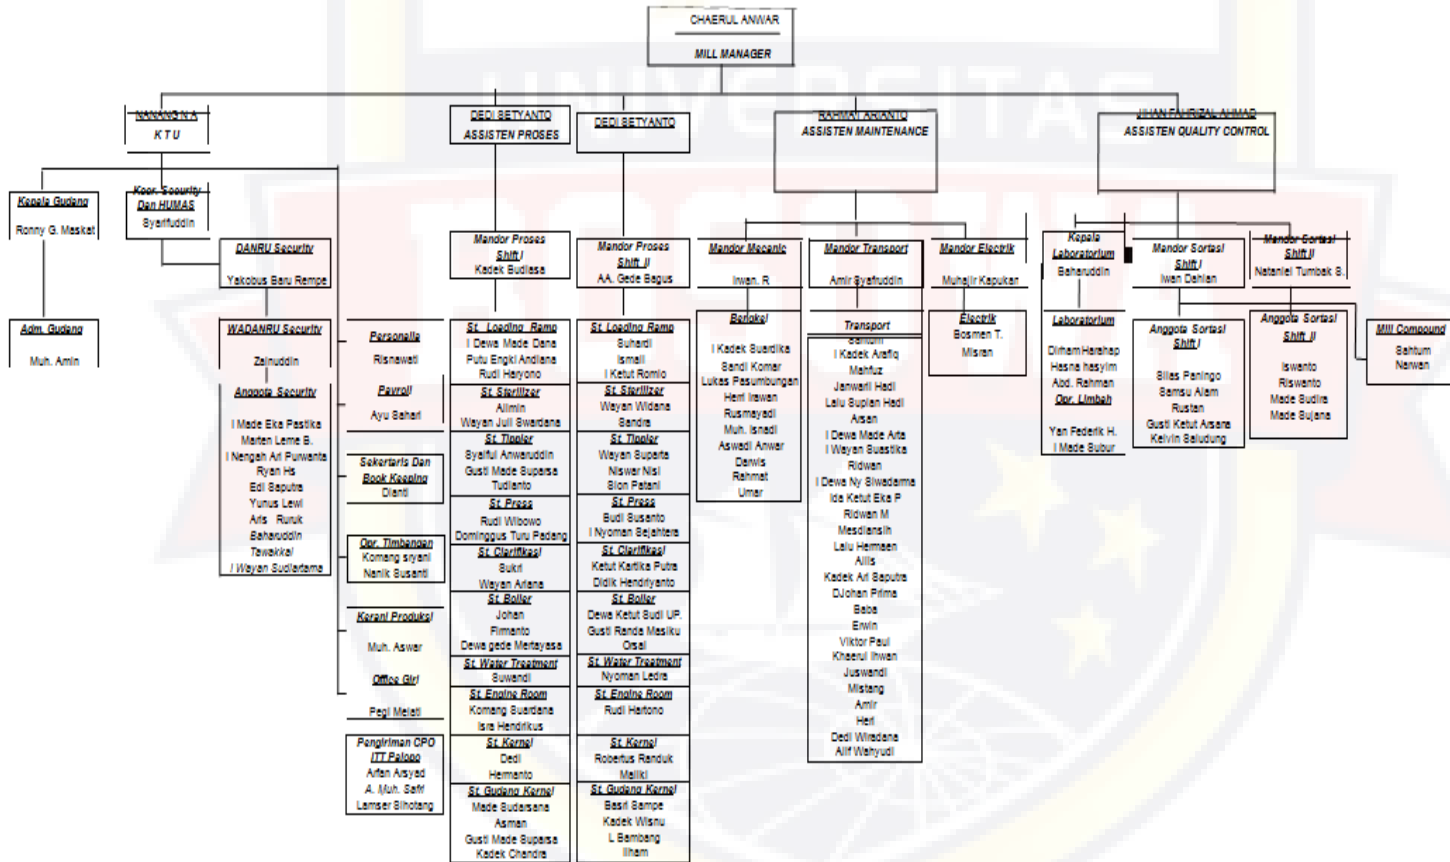 CHAERUL ANWAR
MILL MANAGER
NANANG N A
K T U
DEDI SETYANTO
ASSISTEN PROSES
DEDI SETYANTO
RAHMAT ARIANTO
ASSISTEN MAINTENANCE
JIHAN FAHRIZAL AHMAD
ASSISTEN QUALITY CONTROL
UNIVERSITAS
BOSOWA
Kepala Gudang
Ronny G. Maskat
Koor. Security
Dan HUMAS
Syarifuddin
DANRU Security
Yakobus Baru Rempe
Adm. Gudang
Muh. Amin
WADANRU Security
Zainuddin
Anggota Security
I Made Eka Pastika
Marten Leme B.
I Nengah Ari Purwanta
Ryan Hs
Edi Saputra
Yunus Lewi
Aris Ruruk
Baharuddin
Tawakkal
I Wayan Sudiartama
Personalia
Risnawati
Payroll
Ayu Sahari
Sekertaris Dan
Book Keeping
Dianti
Opr. Timbangan
Komang sryani
Nanik Susanti
Kerani Produksi
Muh. Aswar
Office Girl
Pegi Melati
Pengiriman CPO
ITT Palopo
Arfan Arsyad
A. Muh. Safri
Lamser Sihotang
Mandor Proses
Shift I
Kadek Budiasa
St. Loading Ramp
I Dewa Made Dana
Putu Engki Andiana
Rudi Haryono
St. Sterilizer
Alimin
Wayan Juli Swardana
St. Tippler
Syaiful Anwaruddin
Gusti Made Suparsa
Tudianto
St. Press
Rudi Wibowo
Dominggus Turu Padang
St. Clarifikasi
Sukri
Wayan Ariana
St. Boiler
Johan
Firmanto
Dewa gede Mertayasa
St. Water Treatment
Suwandi
St. Engine Room
Komang Suardana
Isra Hendrikus
St. Kernel
Dedi
Hermanto
St. Gudang Kernel
Made Sudarsana
Asman
Gusti Made Suparsa
Kadek Chandra
Mandor Proses
Shift II
AA. Gede Bagus
St. Loading Ramp
Suhardi
Ismail
I Ketut Romio
St. Sterilizer
Wayan Widana
Sandra
St. Tippler
Wayan Suparta
Niswar Nisi
Sion Patani
St. Press
Budi Susanto
I Nyoman Sejahtera
St. Clarifikasi
Ketut Kartika Putra
Didik Hendriyanto
St. Boiler
Dewa Ketut Sudi UP.
Gusti Randa Masiku
Orsal
St. Water Treatment
Nyoman Ledra
St. Engine Room
Rudi Hartono
St. Kernel
Robertus Randuk
Maliki
St. Gudang Kernel
Basri Sampe
Kadek Wisnu
L Bambang
Ilham
Mandor Mecanic
Irwan. R
Bengkel
I Kadek Suardika
Sandi Komar
Lukas Pasumbungan
Herri Irawan
Rusmayadi
Muh. Isnadi
Aswadi Anwar
Darwis
Rahmat
Umar
Mandor Transport
Amir Syafruddin
Transport
I Kadek Arafiq
Mahfuz
Janwaril Hadi
Lalu Supian Hadi
Arsan
I Dewa Made Arta
I Wayan Suastika
Ridwan
I Dewa Ny Siwadarma
Ida Ketut Eka P
Ridwan M
Mesdiansih
Lalu Hermaen
Allis
Kadek Ari Saputra
DJohan Prima
Baba
Erwin
Viktor Paul
Khaerul Ihwan
Juswandi
Mistang
Amir
Heri
Dedi Wiradana
Alif Wahyudi
Mandor Electrik
Muhajir Kapukan
Electrik
Bosmen T.
Misran
Kepala
Laboratorium
Baharuddin
Laboratorium
Dirham Harahap
Hasna hasyim
Abd. Rahman
Opr. Limbah
Yan Federik H.
I Made Subur
Mandor Sortasi
Shift I
Iwan Dahlan
Anggota Sortasi
Shift I
Silas Paningo
Samsu Alam
Rustan
Gusti Ketut Arsana
Kelvin Saludung
Mandor Sortasi
Shift II
Nataniel Tumbak S.
Anggota Sortasi
Shift II
Iswanto
Riswanto
Made Sudira
Made Sujana
Mill Compound
Sahtum
Narwan